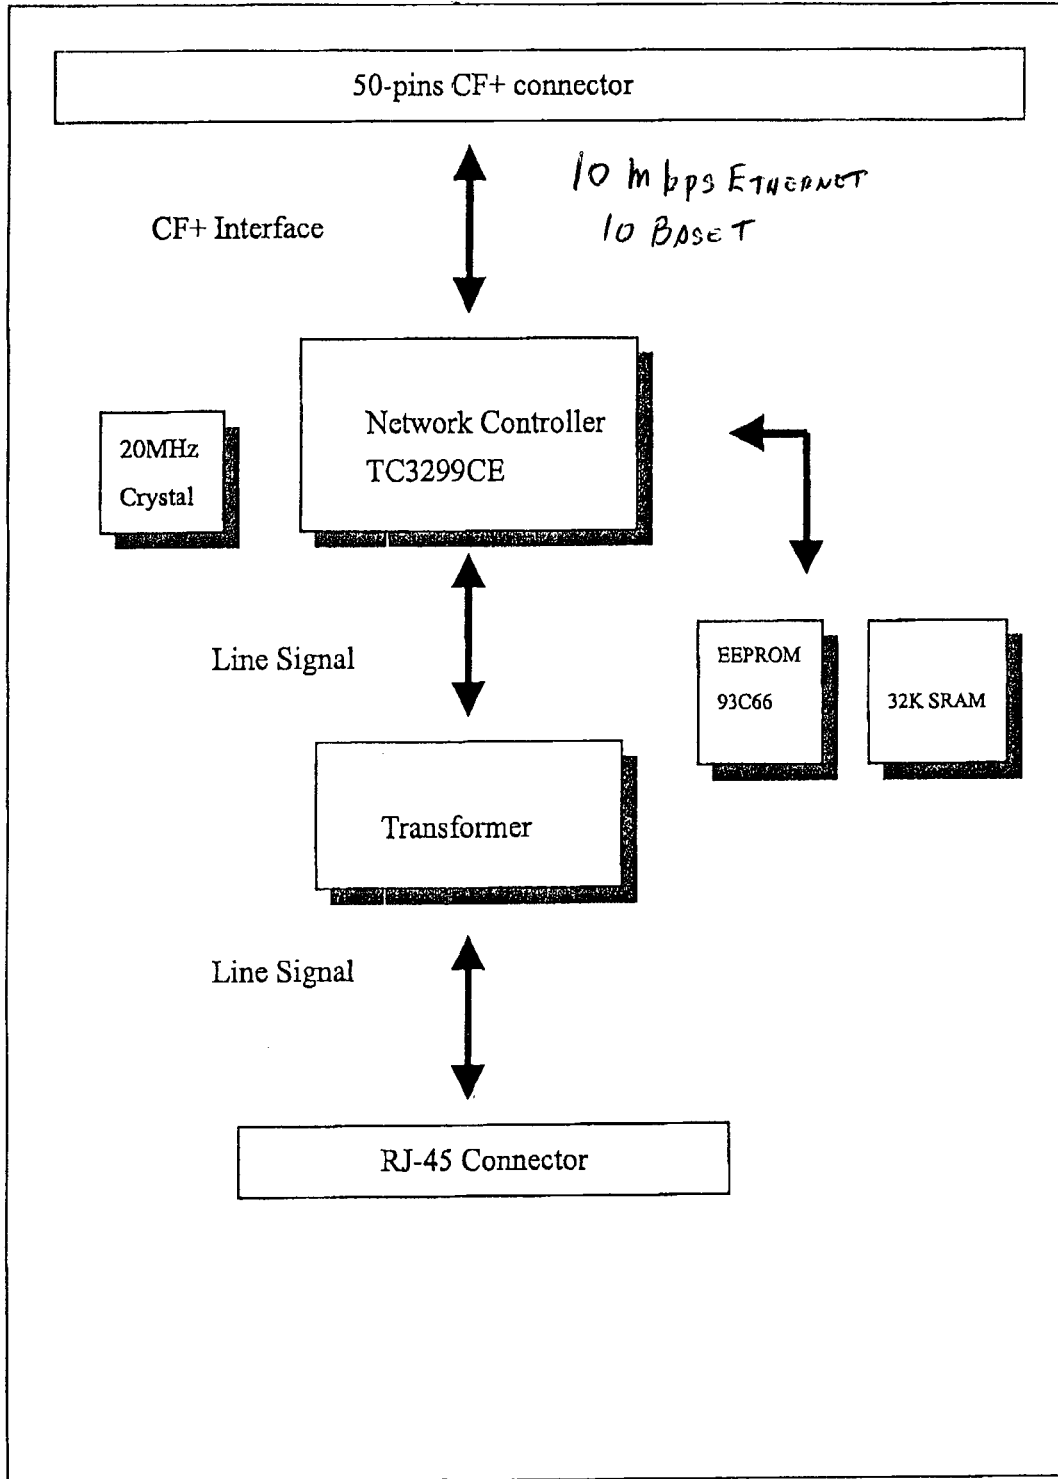 50-pins CF+ connector
10 mbps ETHERNET
10 BASET
CF+ Interface
Network Controller
TC3299CE
20MHz
Crystal
Line Signal
EEPROM
93C66
32K SRAM
Transformer
Line Signal
RJ-45 Connector